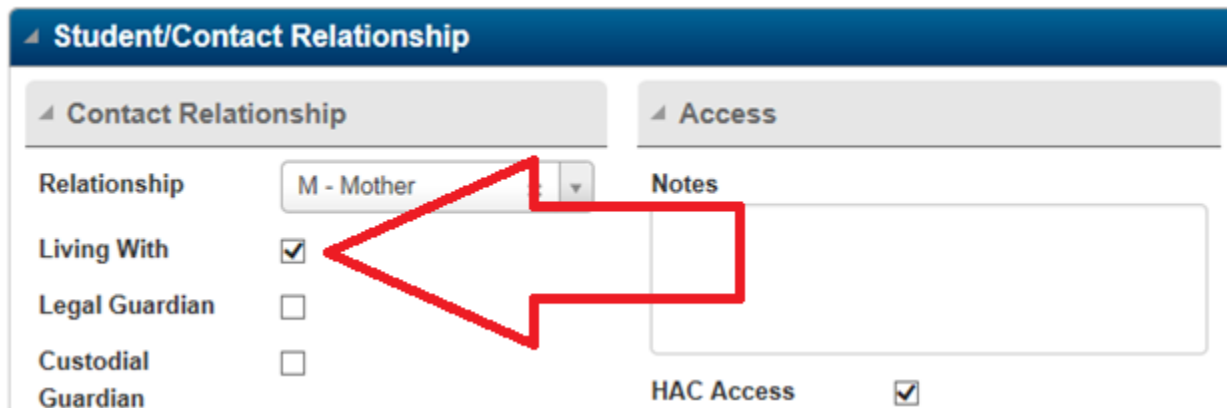 Student/Contact Relationship
Contact Relationship
Relationship
M - Mother
Living With
Legal Guardian
Custodial
Guardian
Access
Notes
HAC Access